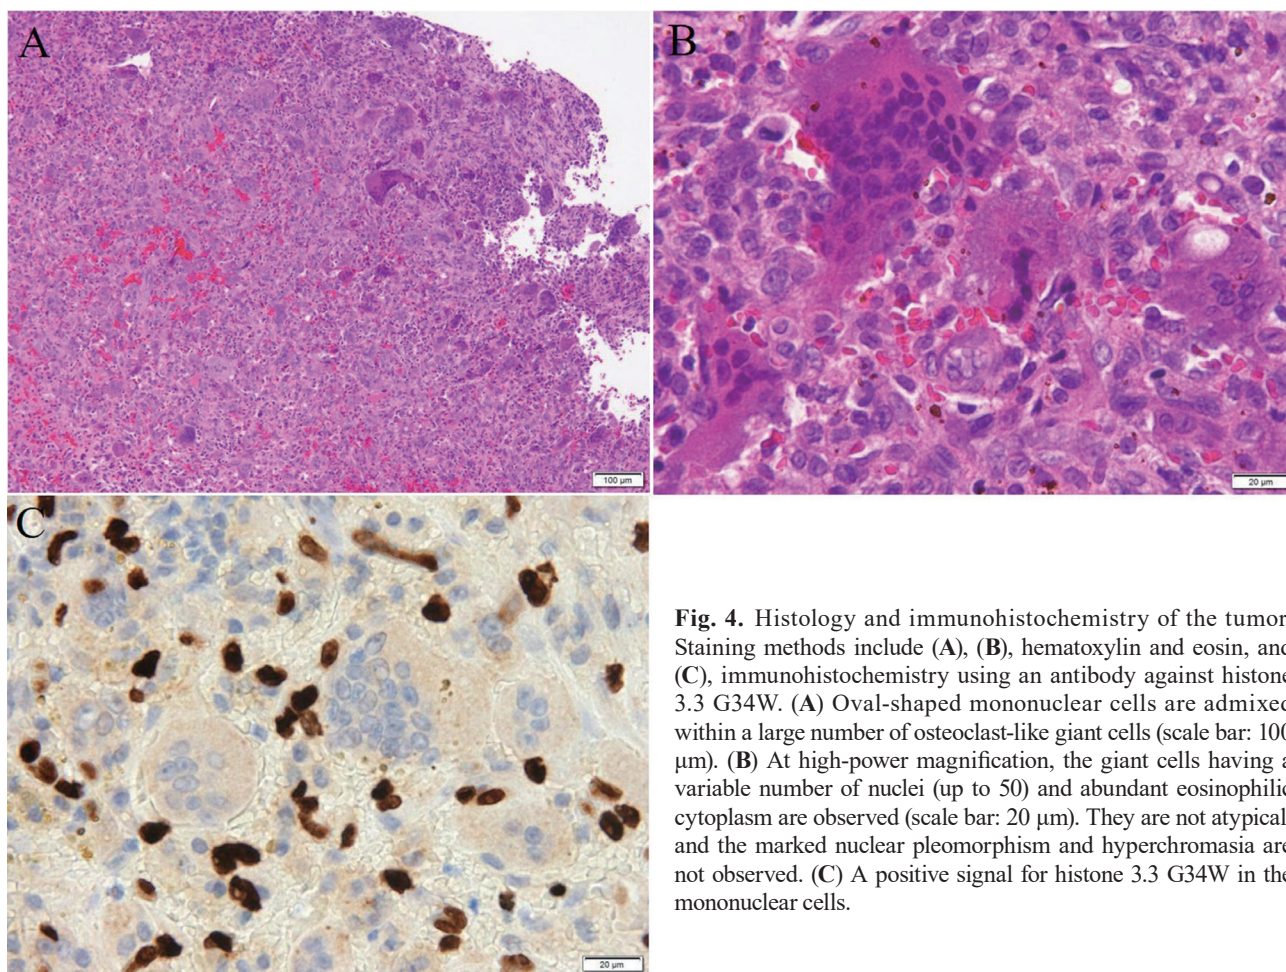 A
B
100 µm
20 µm
C
20 µm
Fig. 4. Histology and immunohistochemistry of the tumor
Staining methods include (A), (B), hematoxylin and eosin, and
(C), immunohistochemistry using an antibody against histone
3.3 G34W. (A) Oval-shaped mononuclear cells are admixed
within a large number of osteoclast-like giant cells (scale bar: 100
µm). (B) At high-power magnification, the giant cells having a
variable number of nuclei (up to 50) and abundant eosinophilic
cytoplasm are observed (scale bar: 20 µm). They are not atypical
and the marked nuclear pleomorphism and hyperchromasia are
not observed. (C) A positive signal for histone 3.3 G34W in the
mononuclear cells.